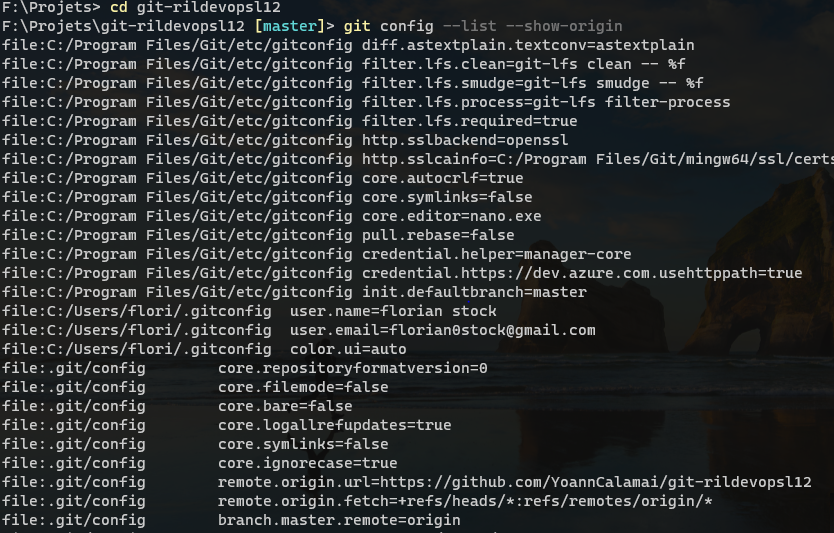 F:\Projets> cd git-rildevopsl12
F:\Projets\git-rildevopsl12 [master]> git config --list --show-origin
file:C:/Program Files/Git/etc/gitconfig diff.astextplain.textconv=astextplain
file:C:/Program Files/Git/etc/gitconfig filter.lfs.clean=git-lfs clean -- %f
file:C:/Program Files/Git/etc/gitconfig filter.lfs.smudge=git-lfs smudge -- %f
file:C:/Program Files/Git/etc/gitconfig filter.lfs.process=git-lfs filter-process
file:C:/Program Files/Git/etc/gitconfig filter.lfs.required=true
file:C:/Program Files/Git/etc/gitconfig http.sslbackend=openssl
file:C:/Program Files/Git/etc/gitconfig http.sslcainfo=C:/Program Files/Git/mingw64/ssl/certs
file:C:/Program Files/Git/etc/gitconfig core.autocrlf=true
file:C:/Program Files/Git/etc/gitconfig core.symlinks=false
file:C:/Program Files/Git/etc/gitconfig core.editor=nano.exe
file:C:/Program Files/Git/etc/gitconfig pull.rebase=false
file:C:/Program Files/Git/etc/gitconfig credential.helper=manager-core
file:C:/Program Files/Git/etc/gitconfig credential.https://dev.azure.com.usehttppath=true
file:C:/Program Files/Git/etc/gitconfig init.defaultbranch=master
file:C:/Users/flori/.gitconfig  user.name=florian stock
file:C:/Users/flori/.gitconfig  user.email=florian0stock@gmail.com
file:C:/Users/flori/.gitconfig  color.ui=auto
file:.git/config        core.repositoryformatversion=0
file:.git/config        core.filemode=false
file:.git/config        core.bare=false
file:.git/config        core.logallrefupdates=true
file:.git/config        core.symlinks=false
file:.git/config        core.ignorecase=true
file:.git/config        remote.origin.url=https://github.com/YoannCalamai/git-rildevopsl12
file:.git/config        remote.origin.fetch=+refs/heads/*:refs/remotes/origin/*
file:.git/config        branch.master.remote=origin